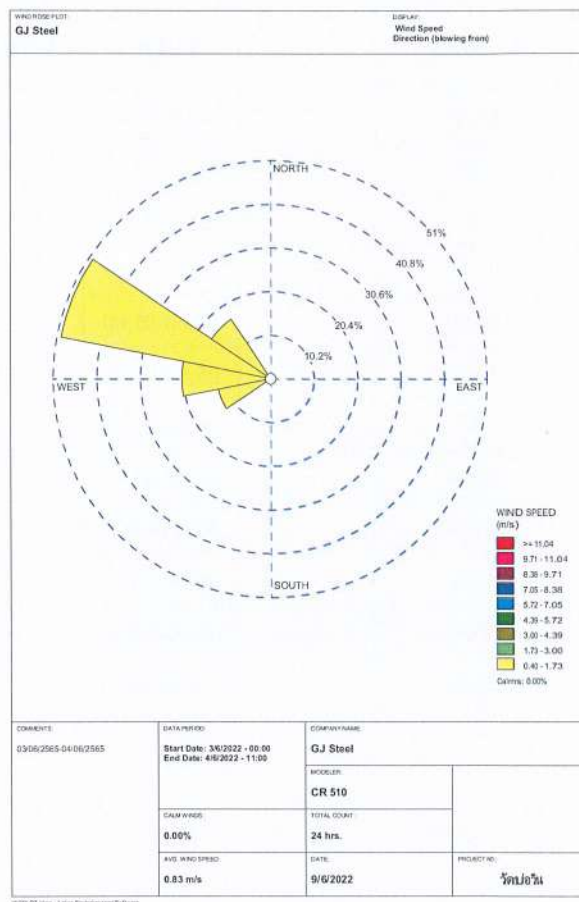 WIND ROSE PLOT:
GJ Steel
DISPLAY:
Wind Speed
Direction (blowing from)
NORTH
51%
40.8%
30.6%
20.4%
10.2%
WEST
EAST
SOUTH
WIND SPEED
(m/s)
>= 11.04
9.71 - 11.04
8.38 - 9.71
7.05 - 8.38
5.72 - 7.05
4.39 - 5.72
3.00 - 4.39
1.73 - 3.00
0.40 - 1.73
Calms: 0.00%
COMMENTS:
03/06/2565-04/06/2565
DATA PERIOD:
Start Date: 3/6/2022 - 00:00
End Date: 4/6/2022 - 11:00
COMPANY NAME:
GJ Steel
MODELER:
CR 510
CALM WINDS:
0.00%
TOTAL COUNT:
24 hrs.
AVG. WIND SPEED:
0.83 m/s
DATE:
9/6/2022
PROJECT NO.:
วัดบ่อวิน